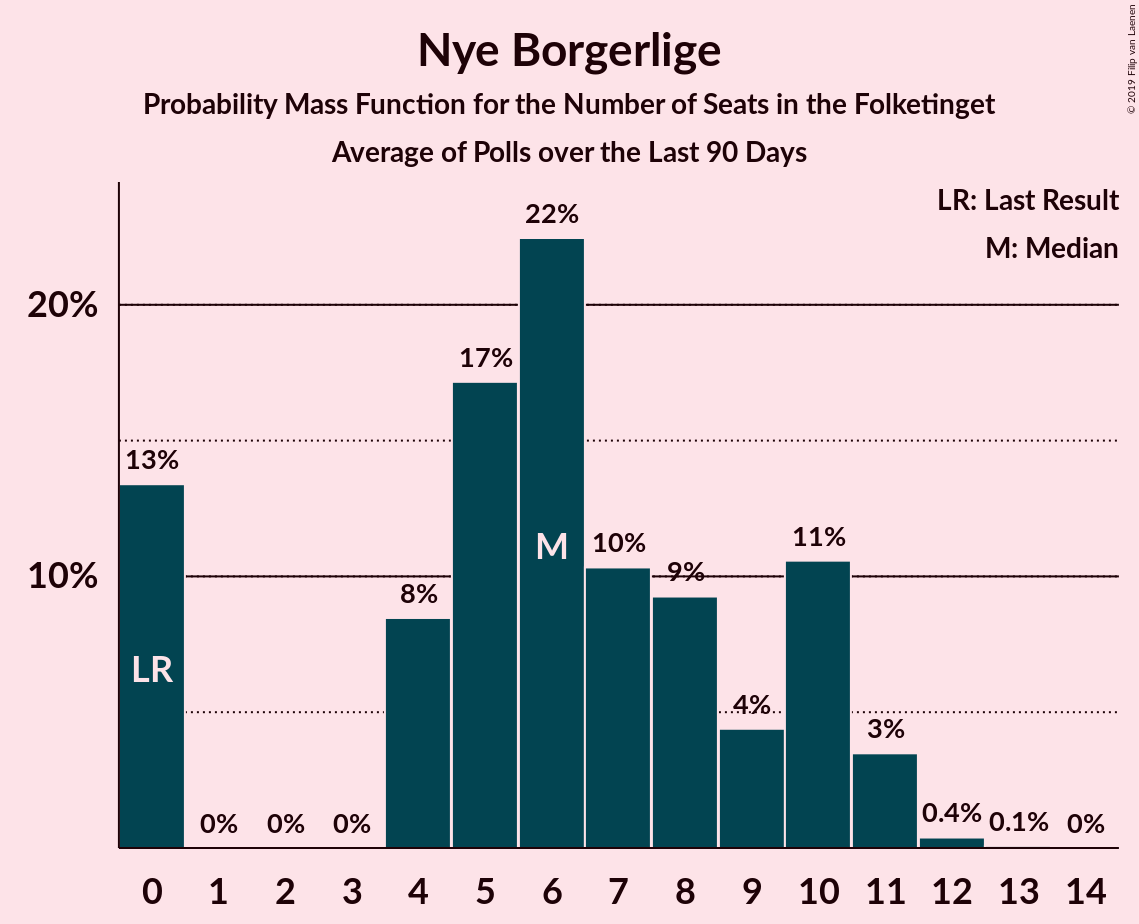 Nye Borgerlige
Probability Mass Function for the Number of Seats in the Folketinget
Average of Polls over the Last 90 Days
© 2019 Filip van Laenen
LR: Last Result
M: Median
20%
10%
13%
0%
0%
0%
8%
17%
22%
10%
9%
4%
11%
3%
0.4%
0.1%
0%
LR
M
0 1 2 3 4 5 6 7 8 9 10 11 12 13 14